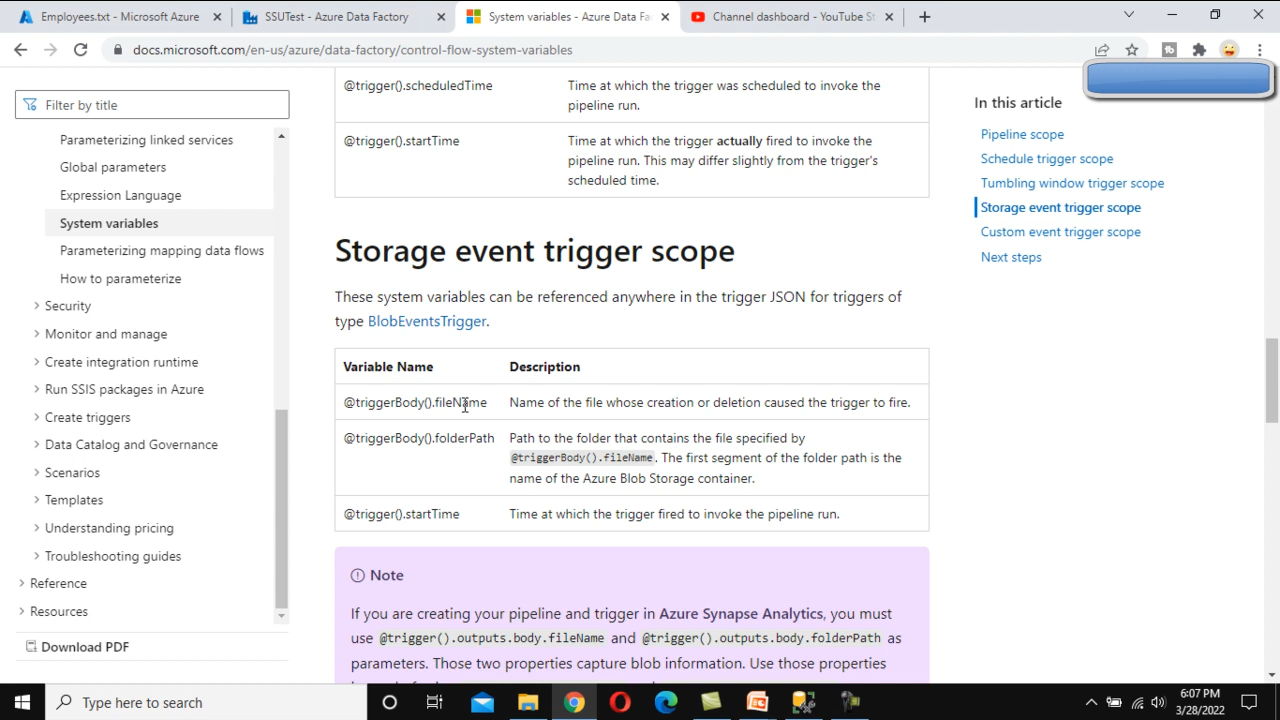 Employees.txt - Microsoft Azure
SSUTest - Azure Data Factory
System variables - Azure Data Fa
Channel dashboard - YouTube St
docs.microsoft.com/en-us/azure/data-factory/control-flow-system-variables
Filter by title
Parameterizing linked services
Global parameters
Expression Language
System variables
Parameterizing mapping data flows
How to parameterize
Security
Monitor and manage
Create integration runtime
Run SSIS packages in Azure
Create triggers
Data Catalog and Governance
Scenarios
Templates
Understanding pricing
Troubleshooting guides
Reference
Resources
Download PDF
@trigger().scheduledTime
Time at which the trigger was scheduled to invoke the
pipeline run.
@trigger().startTime
Time at which the trigger actually fired to invoke the
pipeline run. This may differ slightly from the trigger's
scheduled time.
Storage event trigger scope
These system variables can be referenced anywhere in the trigger JSON for triggers of
type BlobEventsTrigger.
Variable Name
Description
@triggerBody().fileName
Name of the file whose creation or deletion caused the trigger to fire.
@triggerBody().folderPath
Path to the folder that contains the file specified by
@triggerBody().fileName. The first segment of the folder path is the
name of the Azure Blob Storage container.
@trigger().startTime
Time at which the trigger fired to invoke the pipeline run.
Note
If you are creating your pipeline and trigger in Azure Synapse Analytics, you must
use @trigger().outputs.body.fileName and @trigger().outputs.body.folderPath as
parameters. Those two properties capture blob information. Use those properties
In this article
Pipeline scope
Schedule trigger scope
Tumbling window trigger scope
Storage event trigger scope
Custom event trigger scope
Next steps
Type here to search
6:07 PM
3/28/2022